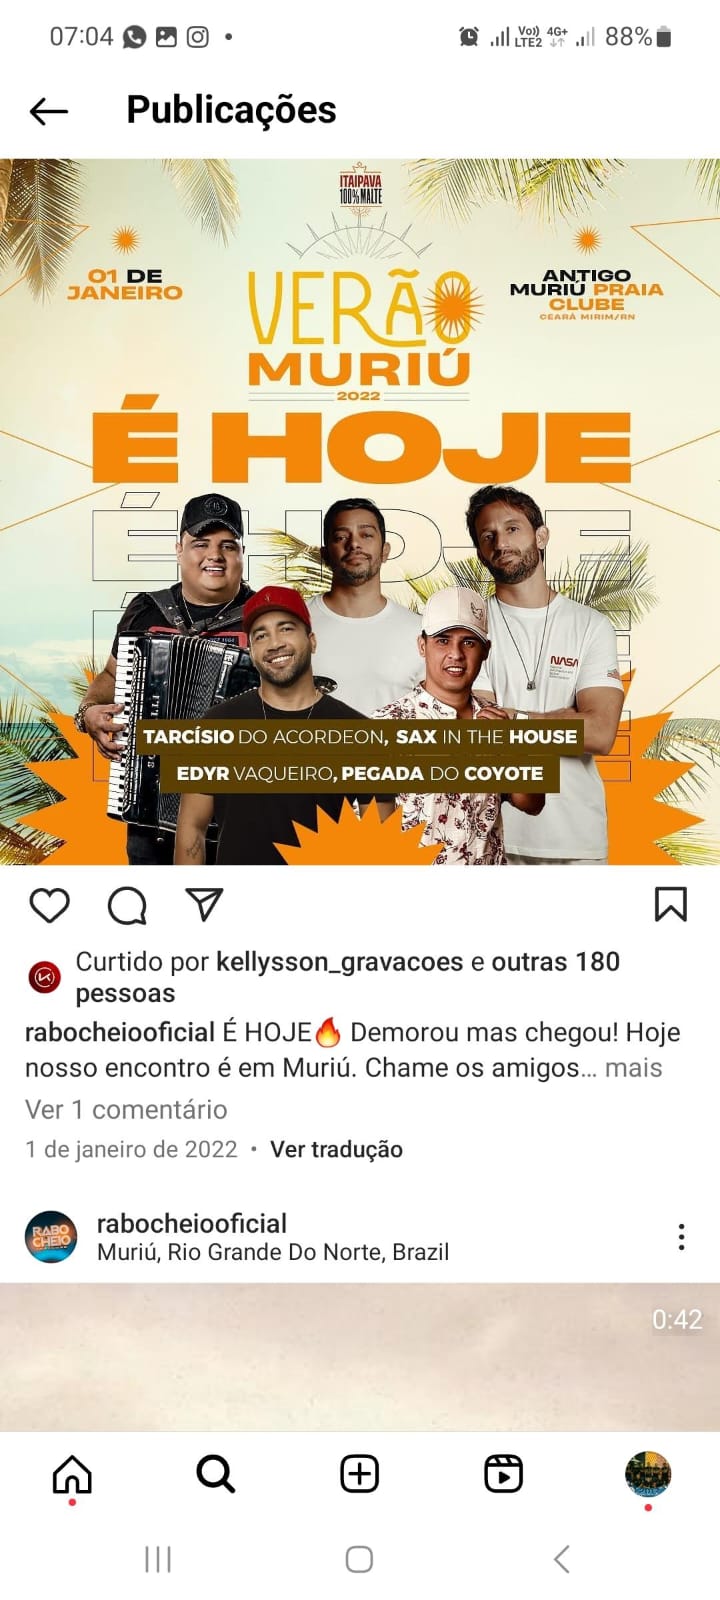 07:04
Vo)) LTE2 4G+ 88%
Publicações
ITAIPAVA
100% MALTE
01 DE
JANEIRO
VERÃO
MURIÚ
2022
ANTIGO
MURIÚ PRAIA
CLUBE
CEARÁ MIRIM/RN
É HOJE
É HOJE
NASA
TARCÍSIO DO ACORDEON, SAX IN THE HOUSE
EDYR VAQUEIRO, PEGADA DO COYOTE
Curtido por kellysson_gravacoes e outras 180
pessoas
rabocheiooficial É HOJE🔥 Demorou mas chegou! Hoje
nosso encontro é em Muriú. Chame os amigos... mais
Ver 1 comentário
1 de janeiro de 2022 • Ver tradução
RABO
CHEIO
rabocheiooficial
Muriú, Rio Grande Do Norte, Brazil
0:42